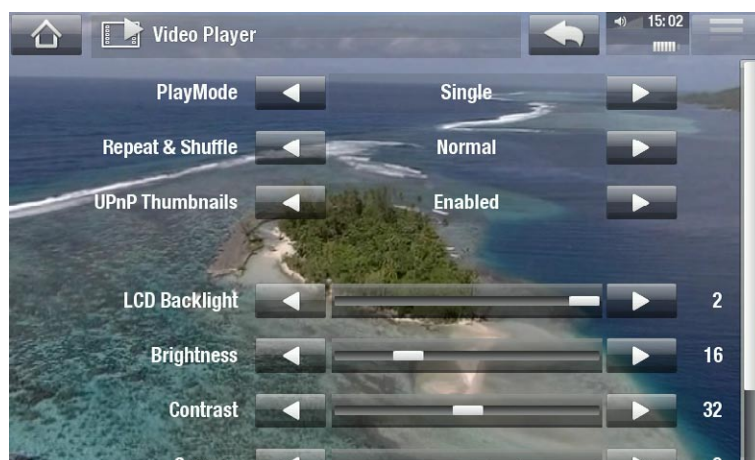 Video Player
15:02
PlayMode Single
Repeat & Shuffle Normal
UPnP Thumbnails Enabled
LCD Backlight 2
Brightness 16
Contrast 32